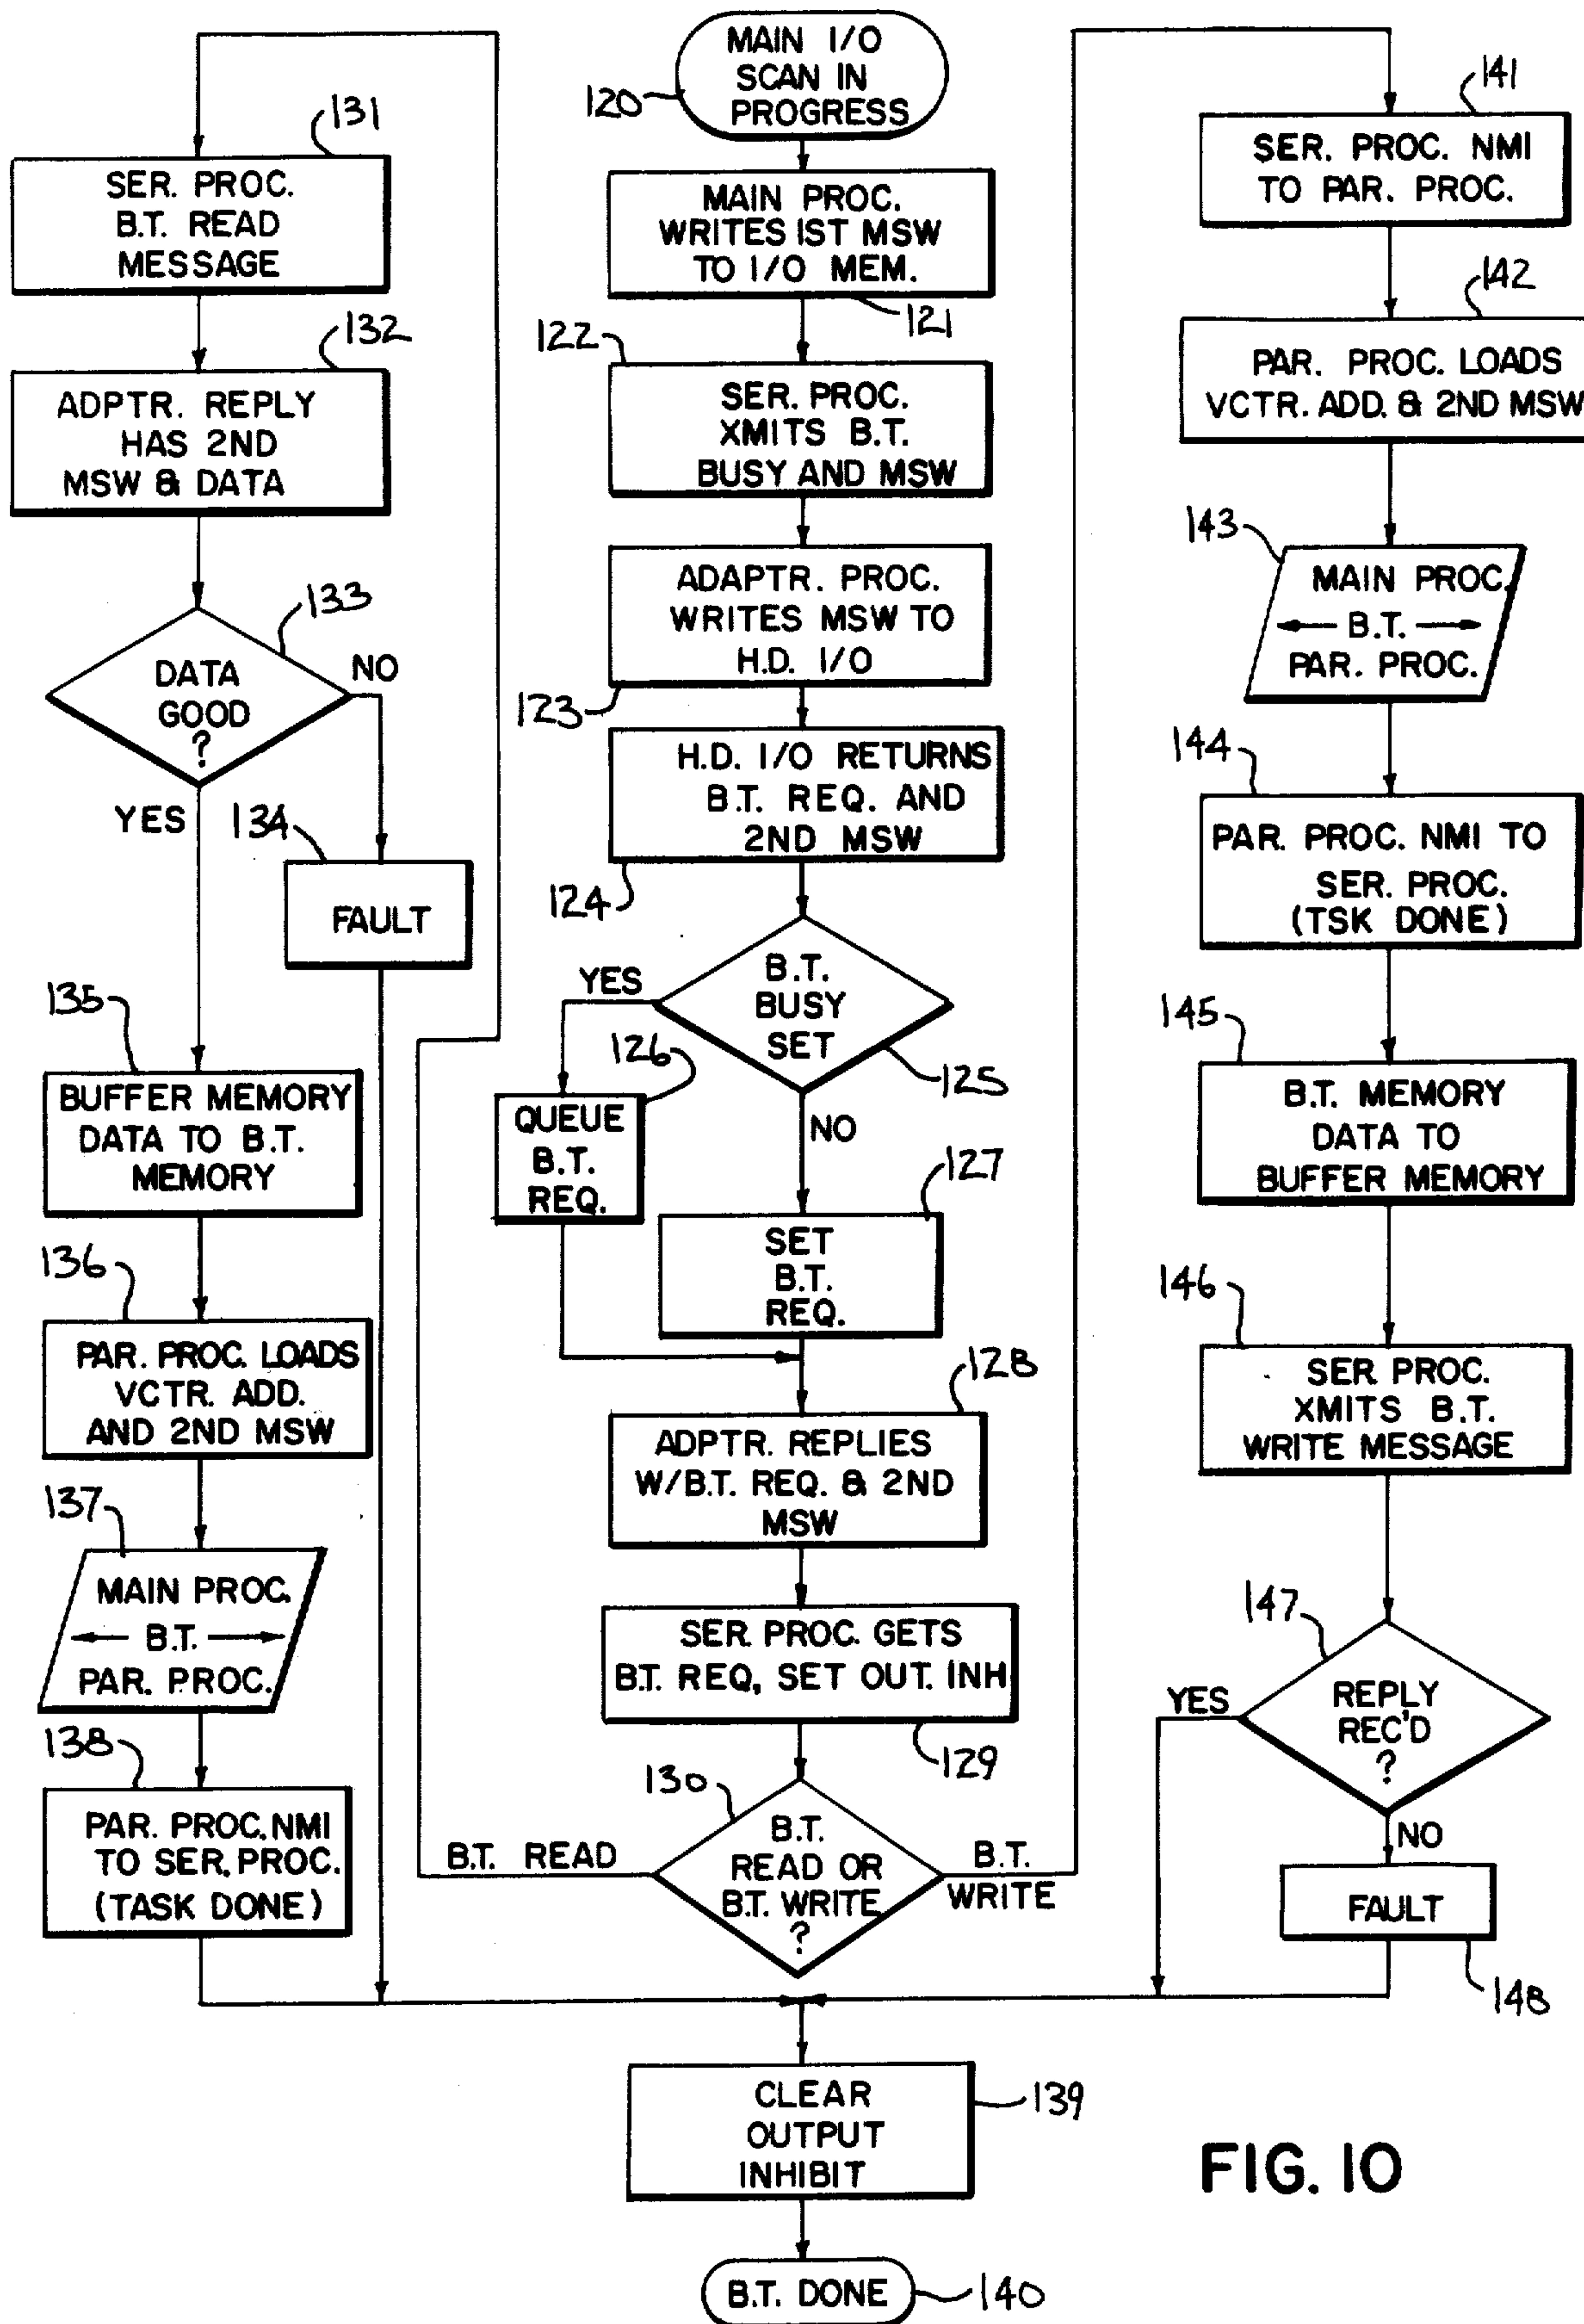 MAIN I/O
SCAN IN
PROGRESS
120
MAIN PROC.
WRITES 1ST MSW
TO I/O MEM.
121
122
SER. PROC.
XMITS B.T.
BUSY AND MSW
ADAPTR. PROC.
WRITES MSW TO
H.D. I/O
123
H.D. I/O RETURNS
B.T. REQ. AND
2ND MSW
124
B.T.
BUSY
SET
125
YES
NO
126
QUEUE
B.T.
REQ.
127
SET
B.T.
REQ.
128
ADPTR. REPLIES
W/B.T. REQ. & 2ND
MSW
SER. PROC. GETS
B.T. REQ, SET OUT. INH
129
130
B.T.
READ OR
B.T. WRITE
?
B.T. READ
B.T.
WRITE
131
SER. PROC.
B.T. READ
MESSAGE
132
ADPTR. REPLY
HAS 2ND
MSW & DATA
133
DATA
GOOD
?
NO
YES
134
FAULT
135
BUFFER MEMORY
DATA TO B.T.
MEMORY
136
PAR. PROC. LOADS
VCTR. ADD.
AND 2ND MSW
137
MAIN PROC.
B.T.
PAR. PROC.
138
PAR. PROC. NMI
TO SER. PROC.
(TASK DONE)
141
SER. PROC. NMI
TO PAR. PROC.
142
PAR. PROC. LOADS
VCTR. ADD. & 2ND MSW
143
MAIN PROC.
B.T.
PAR. PROC.
144
PAR. PROC. NMI TO
SER. PROC.
(TSK DONE)
145
B.T. MEMORY
DATA TO
BUFFER MEMORY
146
SER. PROC.
XMITS B.T.
WRITE MESSAGE
147
REPLY
REC'D
?
YES
NO
FAULT
148
CLEAR
OUTPUT
INHIBIT
139
B.T. DONE
140
FIG. 10